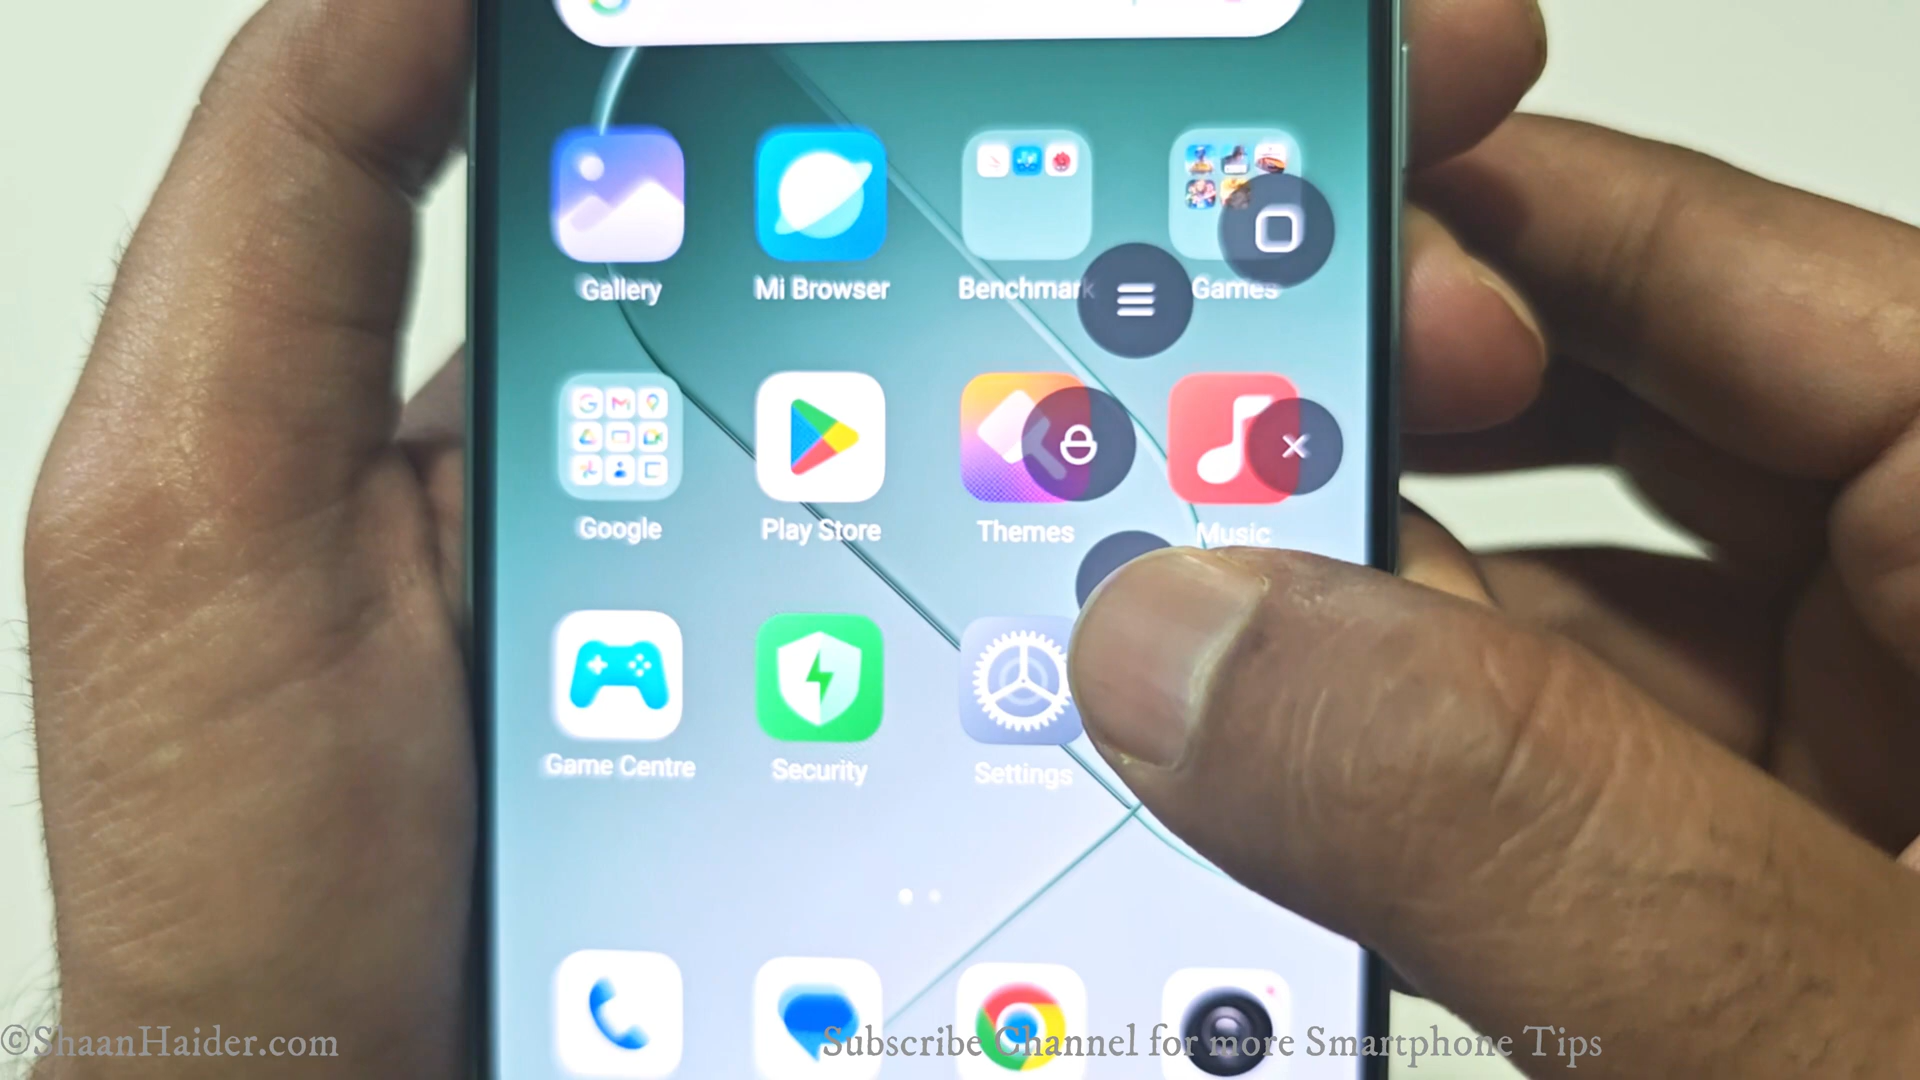 Gallery Mi Browser Benchmark Games
Google Play Store Themes Music
Game Centre Security Settings
©ShaanHaider.com
Subscribe Channel for more Smartphone Tips